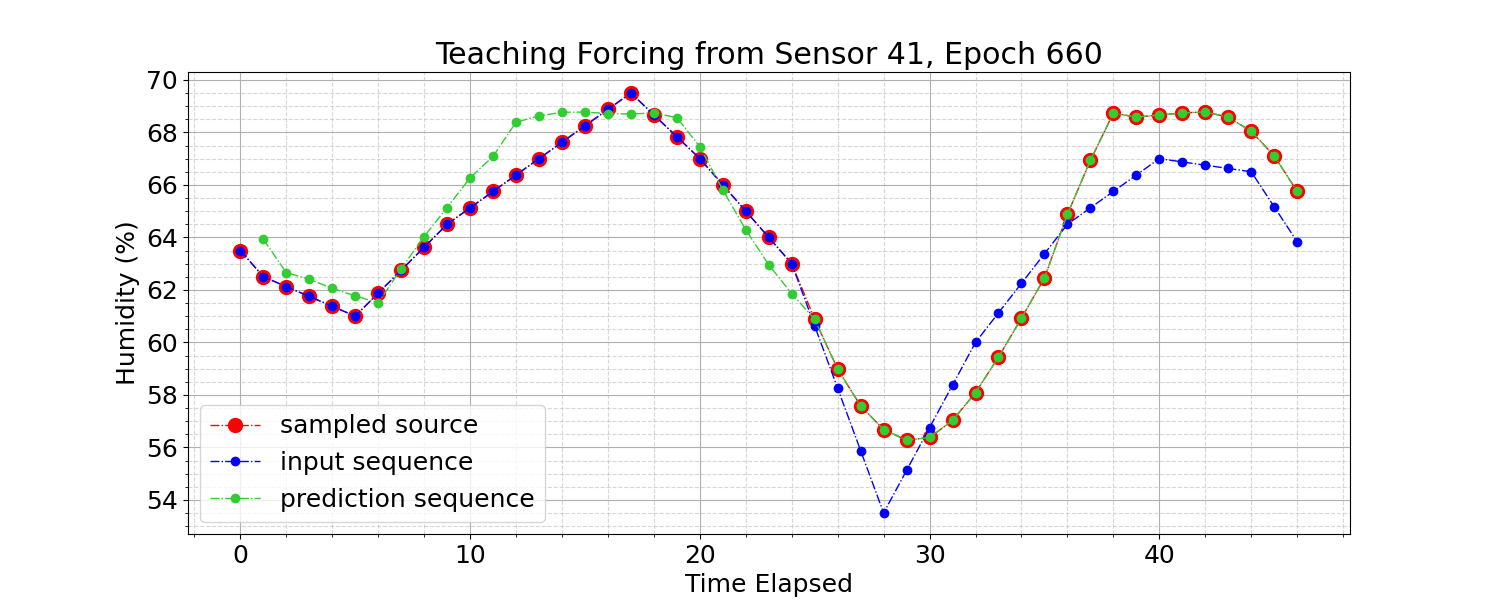 Teaching Forcing from Sensor 41, Epoch 660
70
68
66
64
62
60
58
56
54
Humidity (%)
sampled source
input sequence
prediction sequence
0 10 20 30 40
Time Elapsed